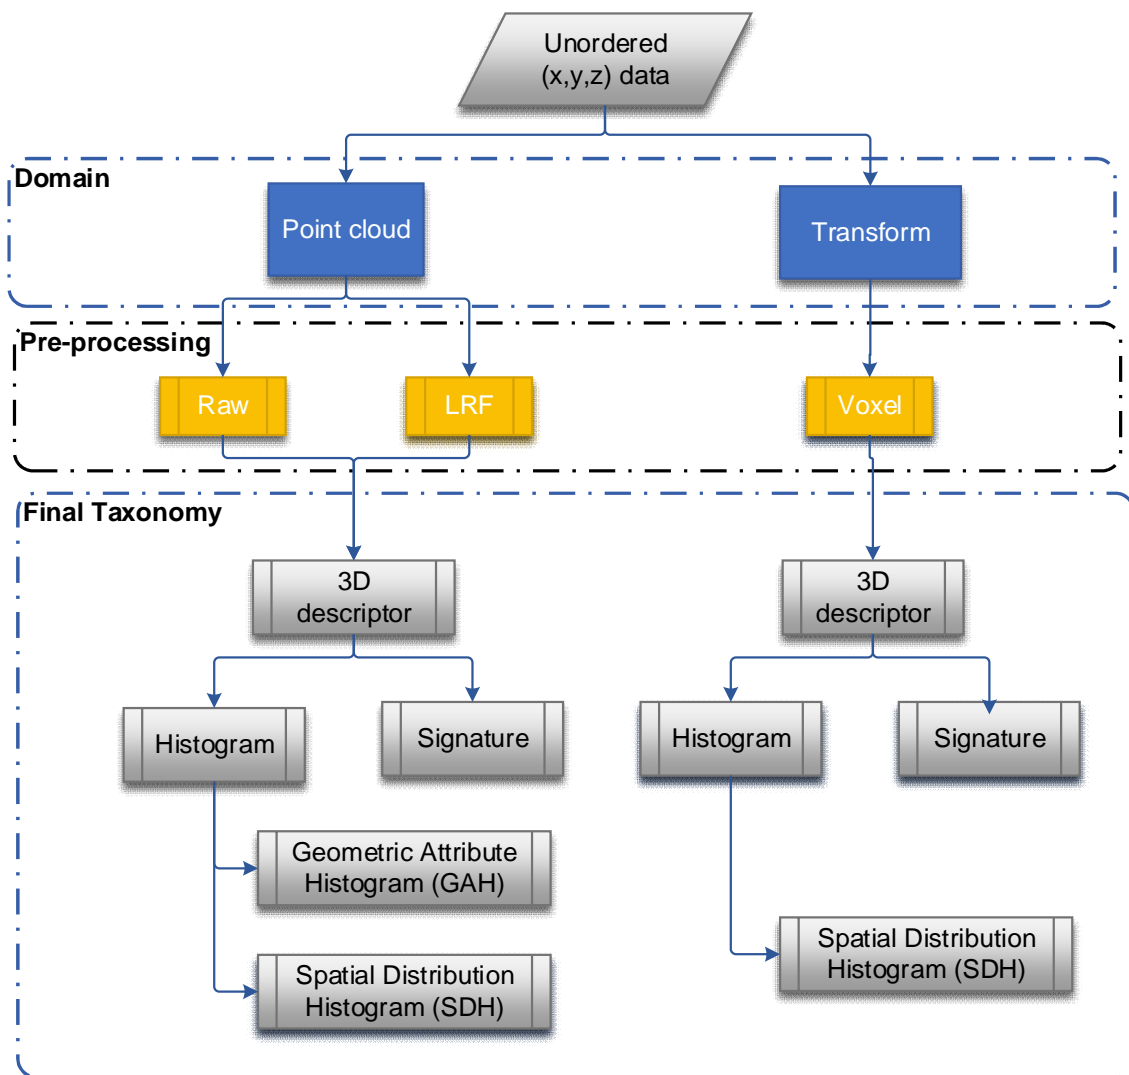 Unordered
(x,y,z) data
Domain
Point cloud
Transform
Pre-processing
Raw
LRF
Voxel
Final Taxonomy
3D
descriptor
3D
descriptor
Histogram
Signature
Histogram
Signature
Geometric Attribute
Histogram (GAH)
Spatial Distribution
Histogram (SDH)
Spatial Distribution
Histogram (SDH)